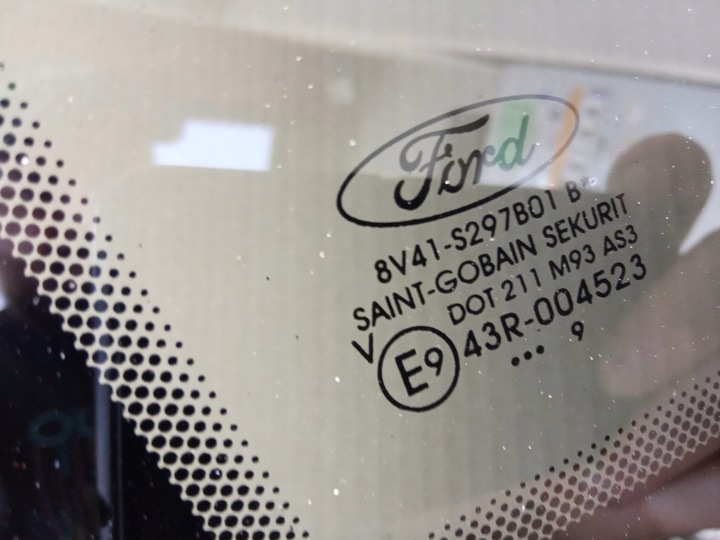 Ford
8V41-S297B01 B*
SAINT-GOBAIN SEKURIT
DOT 211 M93 AS3
V E9 43R-004523
... 9